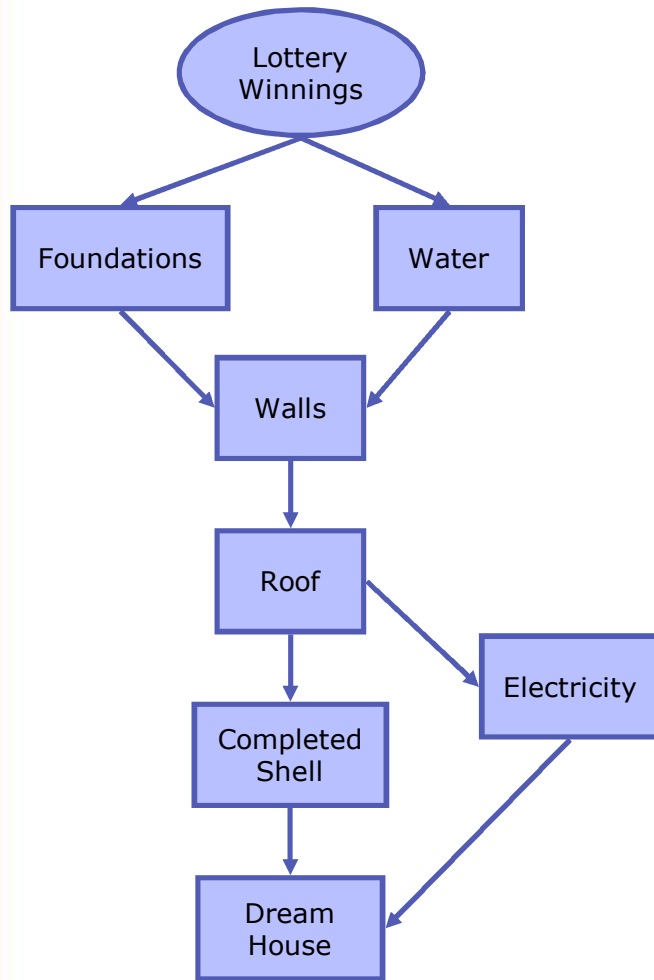 Lottery
Winnings
Foundations
Water
Walls
Roof
Electricity
Completed
Shell
Dream
House